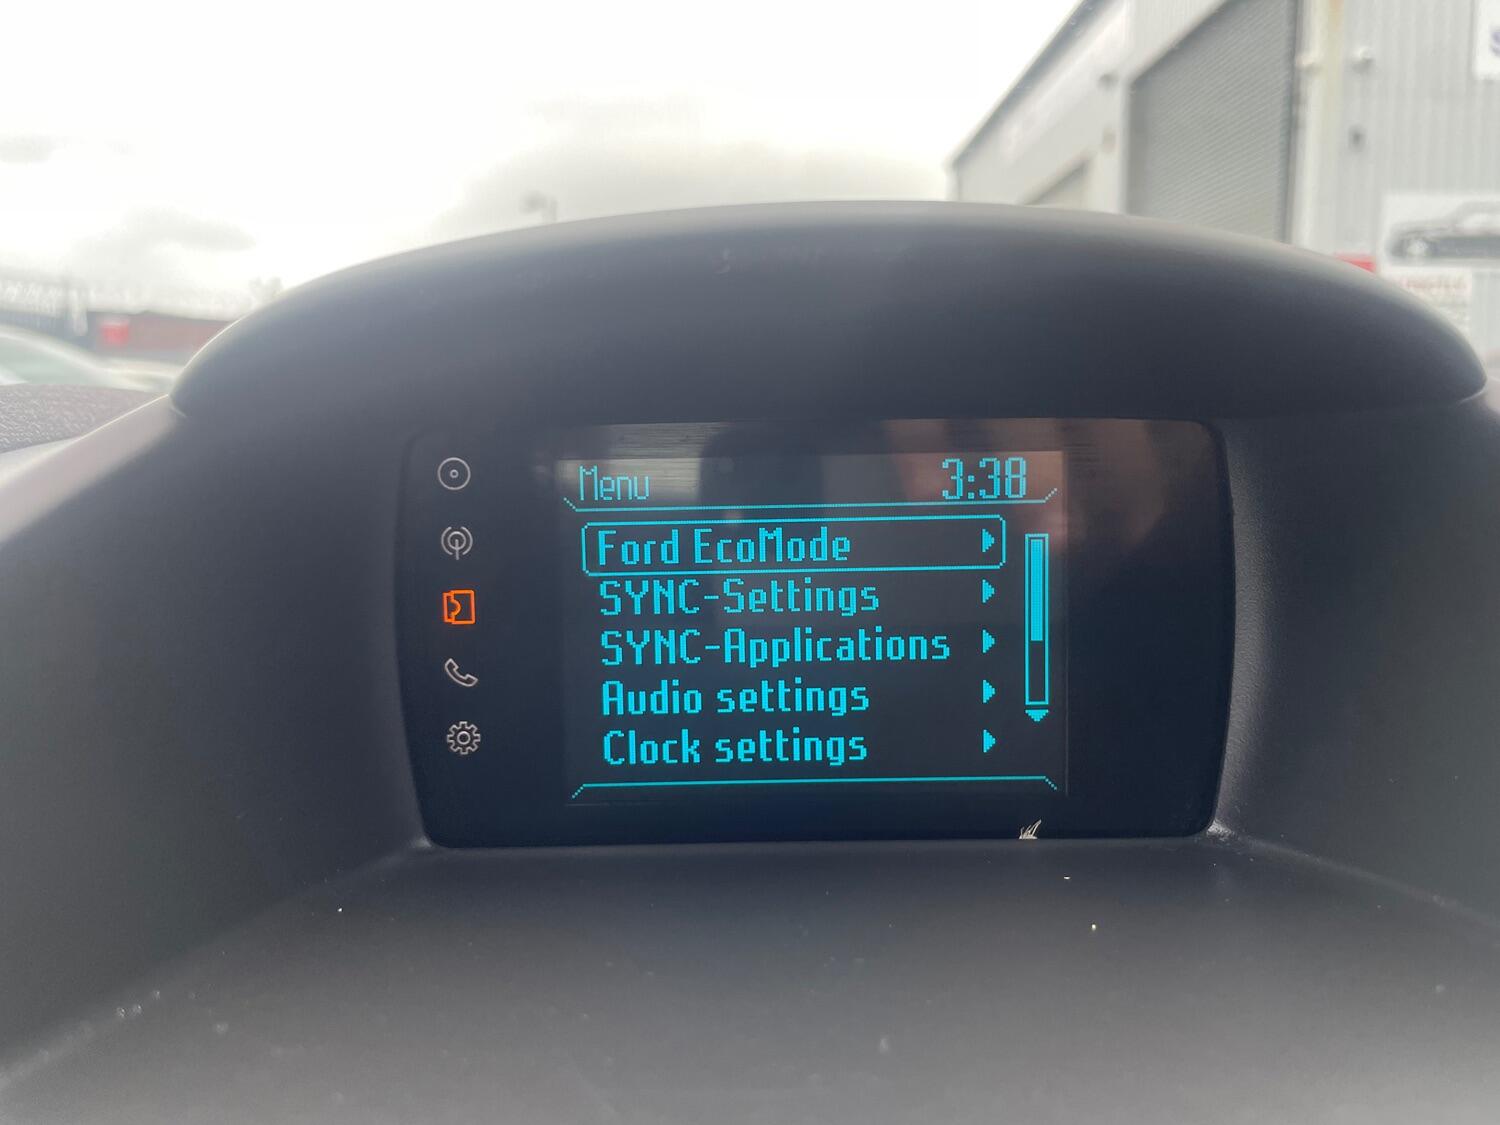 Menu 3:38
Ford EcoMode
SYNC-Settings
SYNC-Applications
Audio settings
Clock settings